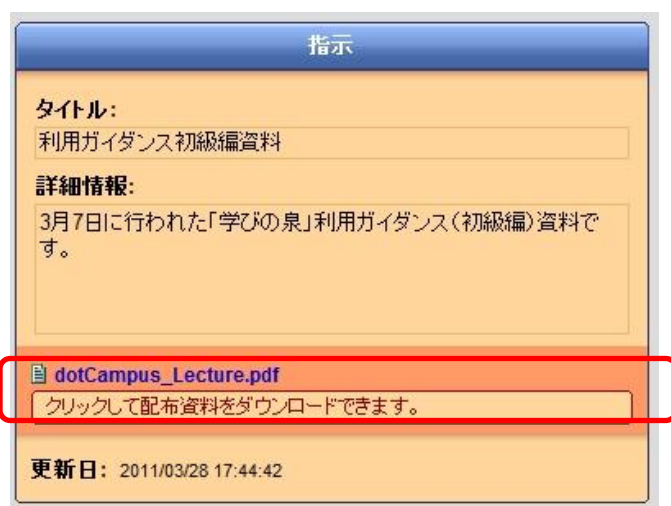 指示
タイトル:
利用ガイダンス初級編資料
詳細情報:
3月7日に行われた「学びの泉」利用ガイダンス(初級編)資料で
す。
dotCampus_Lecture.pdf
クリックして配布資料をダウンロードできます。
更新日: 2011/03/28 17:44:42